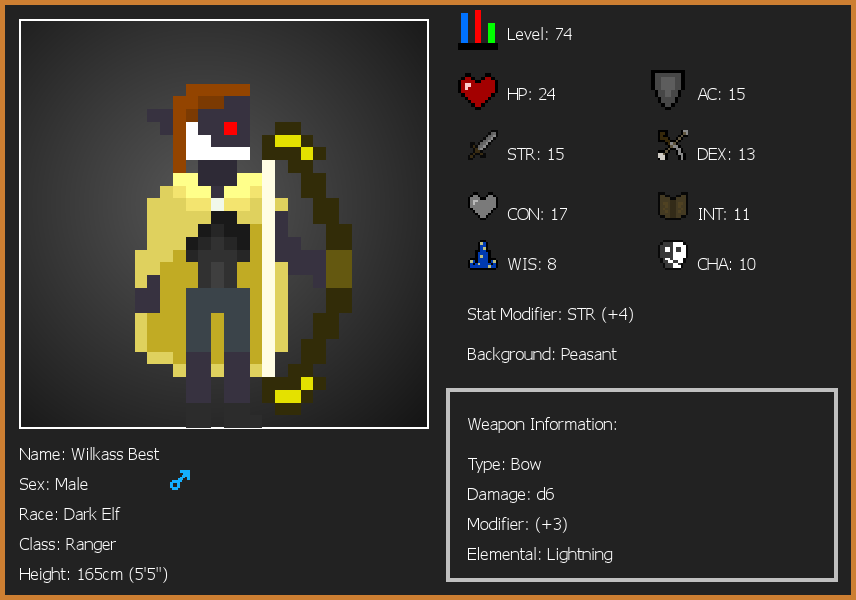 Level: 74
HP: 24
AC: 15
STR: 15
DEX: 13
CON: 17
INT: 11
WIS: 8
CHA: 10
Stat Modifier: STR (+4)
Background: Peasant
Weapon Information:
Type: Bow
Damage: d6
Modifier: (+3)
Elemental: Lightning
Name: Wilkass Best
Sex: Male
Race: Dark Elf
Class: Ranger
Height: 165cm (5'5")